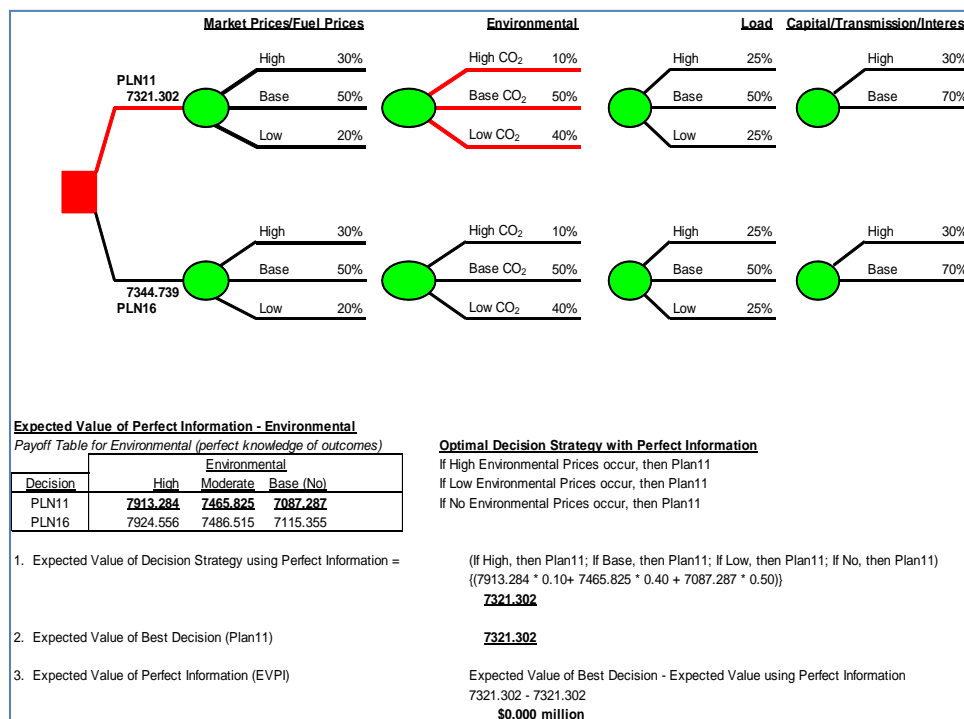 Market Prices/Fuel Prices Environmental Load Capital/Transmission/Interes
High 30% High CO₂ 10% High 25% High 30%
PLN11
7321.302 Base 50% Base CO₂ 50% Base 50% Base 70%
Low 20% Low CO₂ 40% Low 25%
High 30% High CO₂ 10% High 25% High 30%
Base 50% Base CO₂ 50% Base 50% Base 70%
7344.739
PLN16 Low 20% Low CO₂ 40% Low 25%
Expected Value of Perfect Information - Environmental
Payoff Table for Environmental (perfect knowledge of outcomes) Optimal Decision Strategy with Perfect Information
Environmental If High Environmental Prices occur, then Plan11
Decision High Moderate Base (No) If Low Environmental Prices occur, then Plan11
PLN11 7913.284 7465.825 7087.287 If No Environmental Prices occur, then Plan11
PLN16 7924.556 7486.515 7115.355
1. Expected Value of Decision Strategy using Perfect Information = (If High, then Plan11; If Base, then Plan11; If Low, then Plan11; If No, then Plan11)
{(7913.284 * 0.10+ 7465.825 * 0.40 + 7087.287 * 0.50)}
7321.302
2. Expected Value of Best Decision (Plan11) 7321.302
3. Expected Value of Perfect Information (EVPI) Expected Value of Best Decision - Expected Value using Perfect Information
7321.302 - 7321.302
$0.000 million